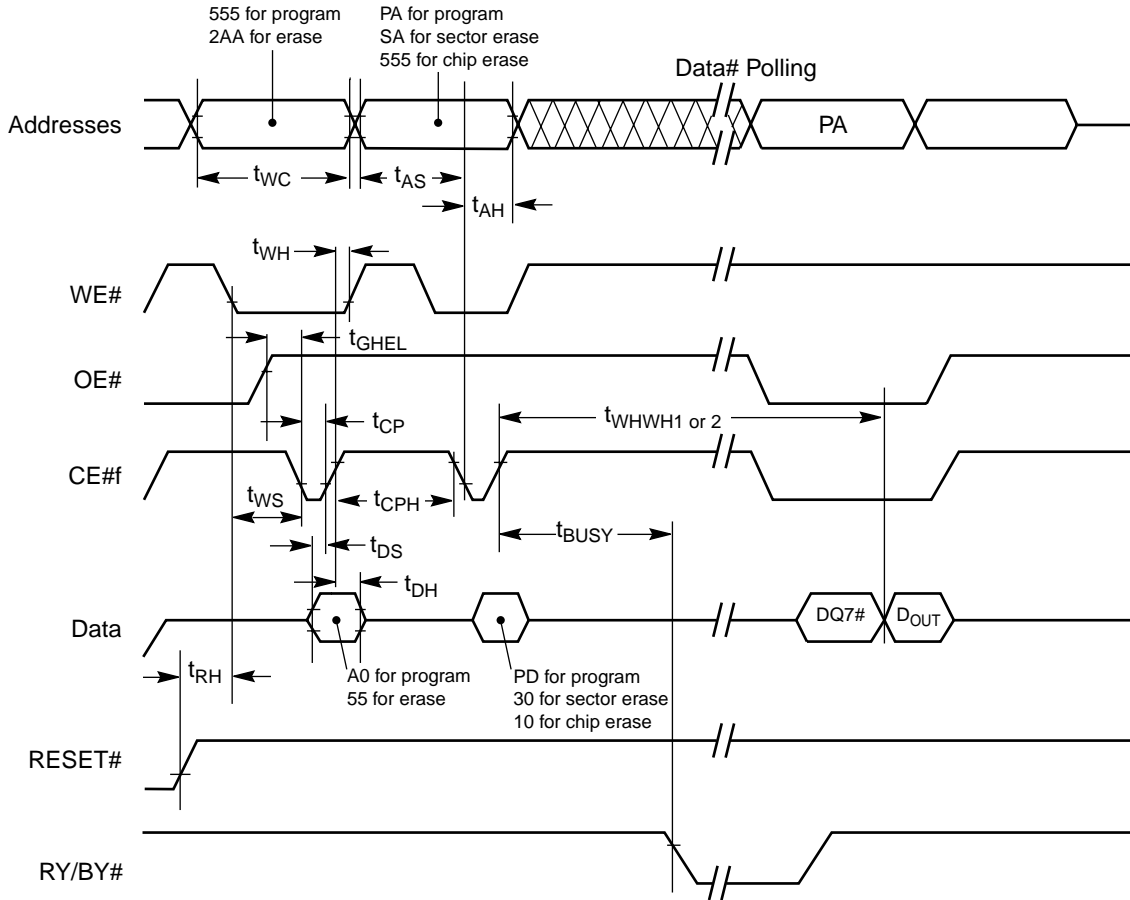 555 for program
2AA for erase
PA for program
SA for sector erase
555 for chip erase
Data# Polling
Addresses
PA
tWC
tAS
tAH
tWH
WE#
tGHEL
OE#
tCP
tWHWH1 or 2
CE#f
tWS
tCPH
tBUSY
tDS
tDH
Data
DQ7#
DOUT
tRH
A0 for program
55 for erase
PD for program
30 for sector erase
10 for chip erase
RESET#
RY/BY#